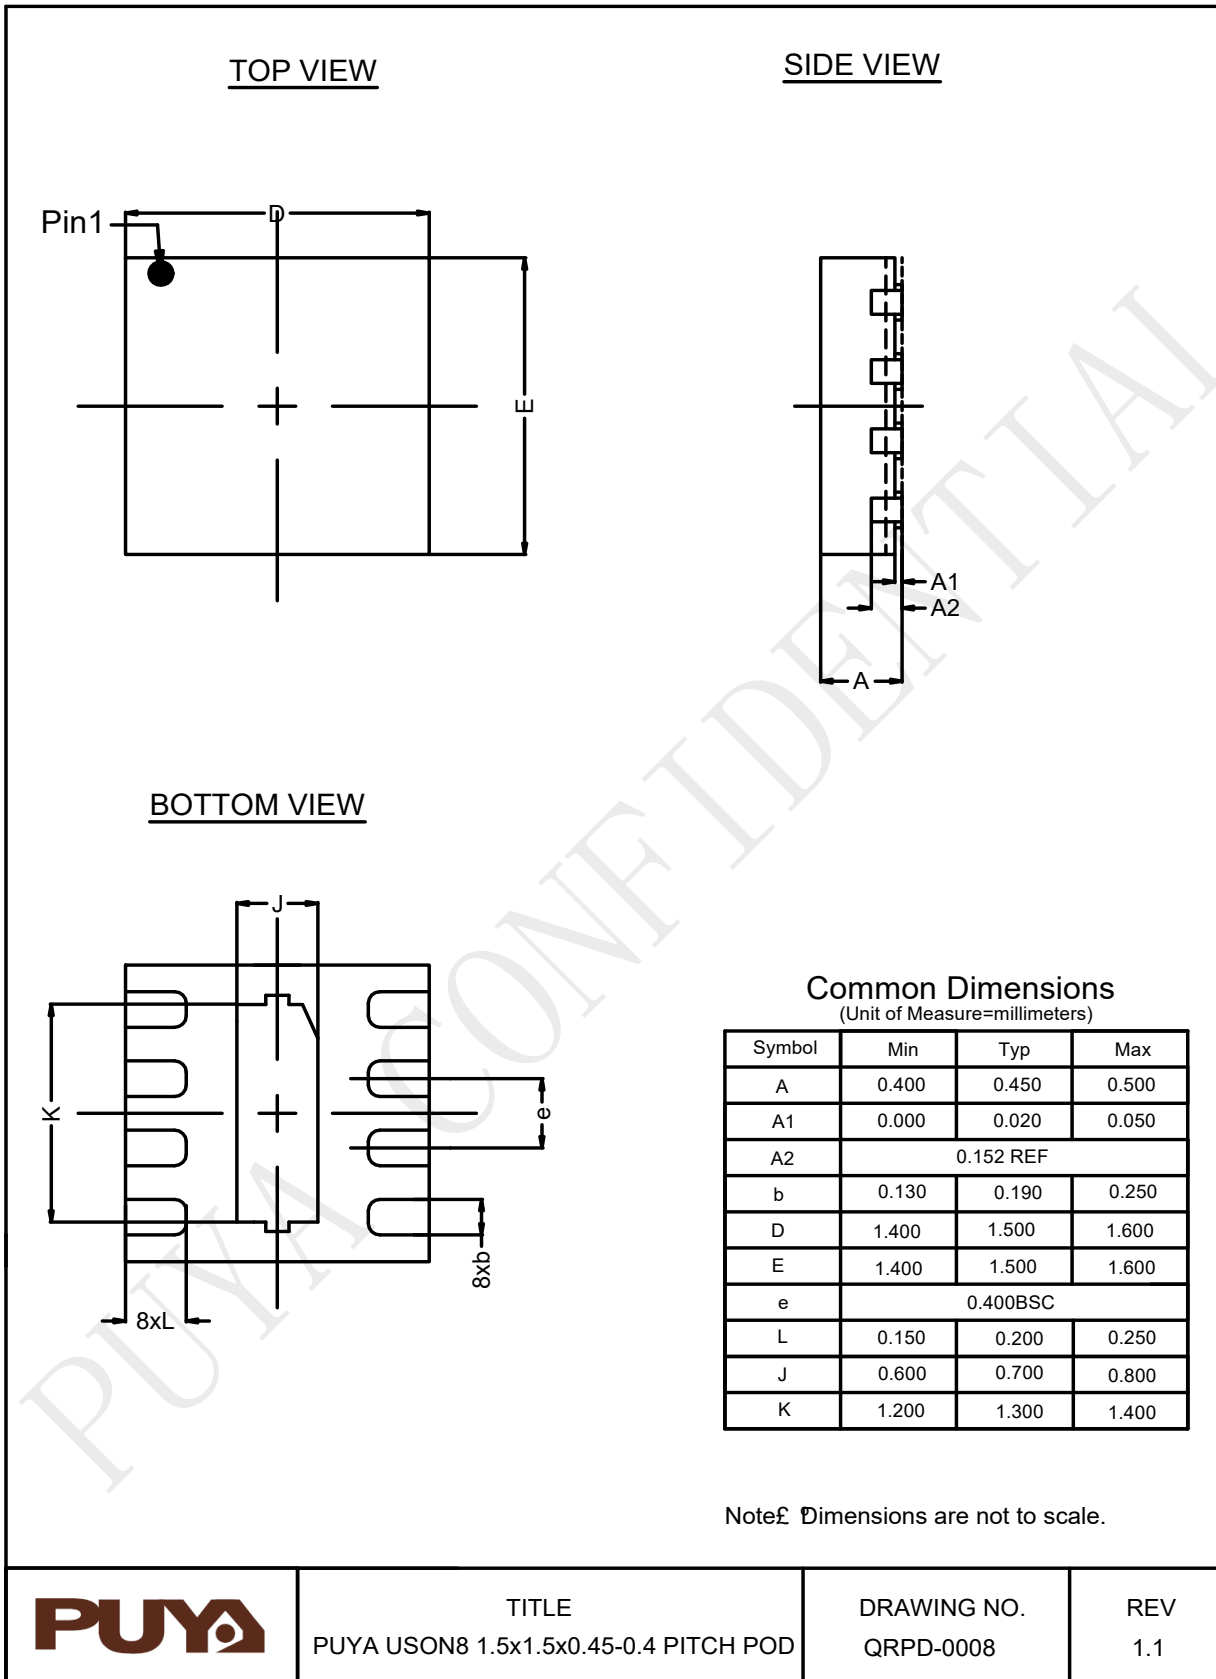 TOP VIEW
SIDE VIEW
Pin1
D
E
A1
A2
A
BOTTOM VIEW
J
K
e
8xb
8xL
PUYA CONFIDENTIAL
Common Dimensions
(Unit of Measure=millimeters)
Symbol Min Typ Max
A 0.400 0.450 0.500
A1 0.000 0.020 0.050
A2 0.152 REF
b 0.130 0.190 0.250
D 1.400 1.500 1.600
E 1.400 1.500 1.600
e 0.400BSC
L 0.150 0.200 0.250
J 0.600 0.700 0.800
K 1.200 1.300 1.400
Note£ Dimensions are not to scale.
PUYA
TITLE
PUYA USON8 1.5x1.5x0.45-0.4 PITCH POD
DRAWING NO.
QRPD-0008
REV
1.1